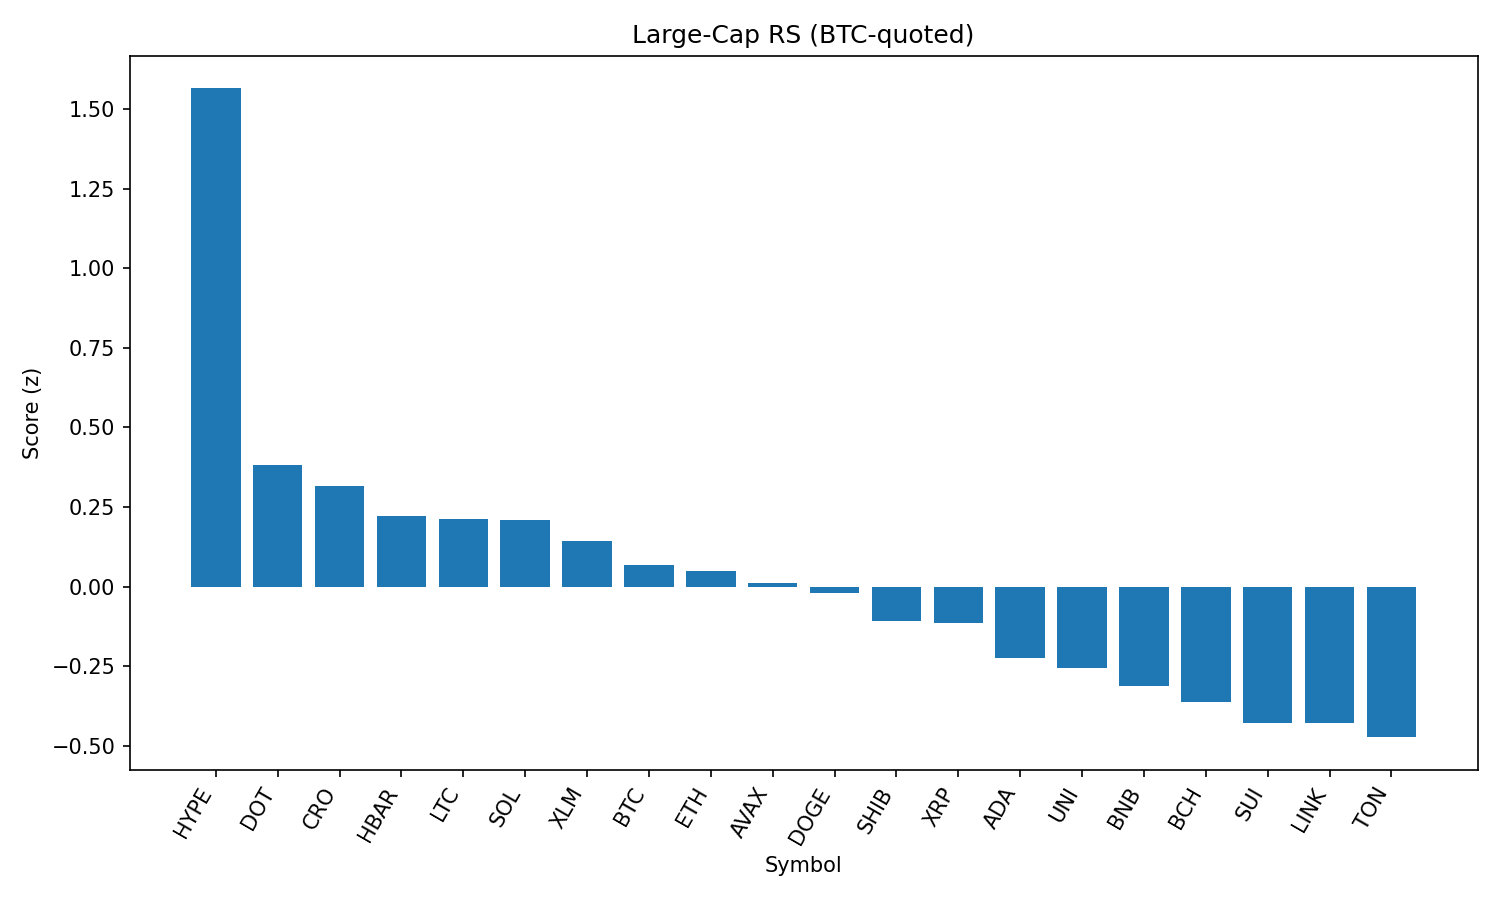 Large-Cap RS (BTC-quoted)
Score (z)
1.50
1.25
1.00
0.75
0.50
0.25
0.00
−0.25
−0.50
HYPE
DOT
CRO
HBAR
LTC
SOL
XLM
BTC
ETH
AVAX
DOGE
SHIB
XRP
ADA
UNI
BNB
BCH
SUI
LINK
TON
Symbol